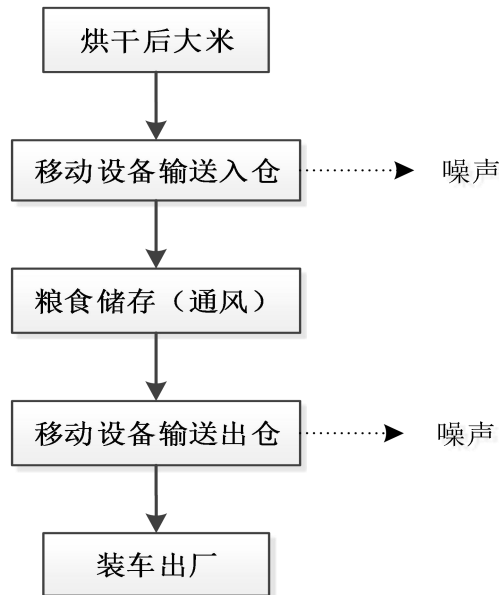 烘干后大米
移动设备输送入仓
噪声
粮食储存（通风）
移动设备输送出仓
噪声
装车出厂